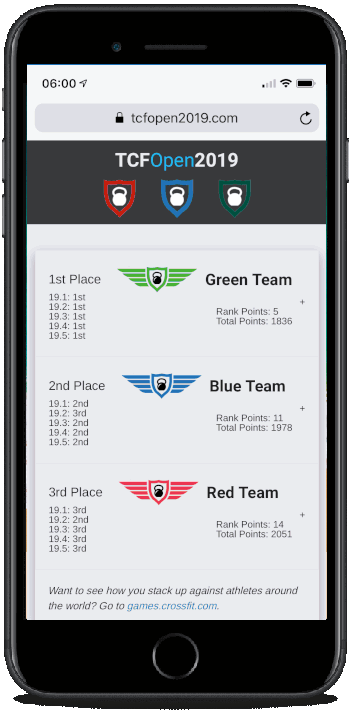 06:00
tcfopen2019.com
TCFOpen2019
1st Place
19.1: 1st
19.2: 1st
19.3: 1st
19.4: 1st
19.5: 1st
Green Team
+
Rank Points: 5
Total Points: 1836
2nd Place
19.1: 2nd
19.2: 3rd
19.3: 2nd
19.4: 2nd
19.5: 2nd
Blue Team
+
Rank Points: 11
Total Points: 1978
3rd Place
19.1: 3rd
19.2: 2nd
19.3: 3rd
19.4: 3rd
19.5: 3rd
Red Team
+
Rank Points: 14
Total Points: 2051
Want to see how you stack up against athletes around
the world? Go to games.crossfit.com.